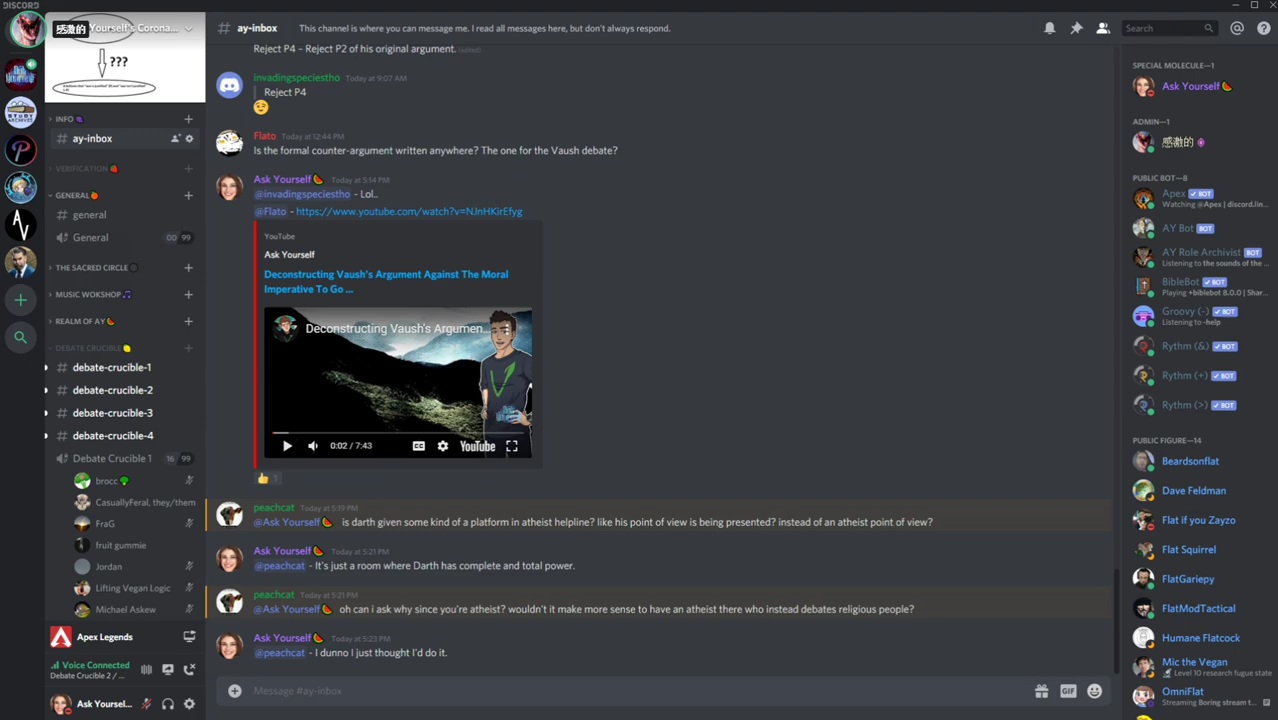 DISCORD
感激的
Yourself's Corona...
???
INFO
ay-inbox
VERIFICATION
GENERAL
general
General
00 99
THE SACRED CIRCLE
MUSIC WOKSHOP
REALM OF AY
DEBATE CRUCIBLE
debate-crucible-1
debate-crucible-2
debate-crucible-3
debate-crucible-4
Debate Crucible 1
16 99
brocc
CasuallyFeral, they/them
FraG
fruit gummie
Jordan
Lifting Vegan Logic
Michael Askew
Apex Legends
Voice Connected
Debate Crucible 2 / ...
Ask Yoursel...
ay-inbox
This channel is where you can message me. I read all messages here, but don't always respond.
Search
Reject P4 – Reject P2 of his original argument. (edited)
invadingspeciestho Today at 9:07 AM
Reject P4
Flato Today at 12:44 PM
Is the formal counter-argument written anywhere? The one for the Vaush debate?
Ask Yourself Today at 5:14 PM
@invadingspeciestho - Lol..
@Flato - https://www.youtube.com/watch?v=NJnHKirEfyg
YouTube
Ask Yourself
Deconstructing Vaush's Argument Against The Moral
Imperative To Go ...
Deconstructing Vaush's Argumen...
V
0:02 / 7:43
CC
YouTube
1
peachcat Today at 5:19 PM
@Ask Yourself is darth given some kind of a platform in atheist helpline? like his point of view is being presented? instead of an atheist point of view?
Ask Yourself Today at 5:21 PM
@peachcat - It's just a room where Darth has complete and total power.
peachcat Today at 5:21 PM
@Ask Yourself oh can i ask why since you're atheist? wouldn't it make more sense to have an atheist there who instead debates religious people?
Ask Yourself Today at 5:23 PM
@peachcat - I dunno I just thought I'd do it.
Message #ay-inbox
GIF
SPECIAL MOLECULE—1
Ask Yourself
ADMIN—1
感激的
PUBLIC BOT—8
Apex BOT
Watching @Apex | discord.lin...
AY Bot BOT
AY Role Archivist BOT
Listening to the sounds of the ...
BibleBot BOT
Playing +biblebot 8.0.0 | Shar...
Groovy (-) BOT
Listening to -help
Rythm (&) BOT
Rythm (+) BOT
Rythm (>) BOT
PUBLIC FIGURE—14
Beardsonflat
Dave Feldman
Flat if you Zayzo
Flat Squirrel
FlatGariepy
FlatModTactical
Humane Flatcock
Mic the Vegan
Level 10 research fugue state
OmniFlat
Streaming Boring stream t...